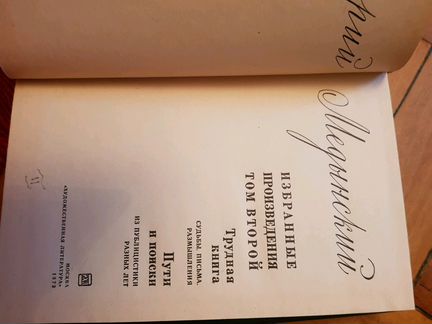 рий
Медынский
ИЗБРАННЫЕ
ПРОИЗВЕДЕНИЯ
ТОМ ВТОРОЙ
Трудная
книга
СУДЬБЫ, ПИСЬМА,
РАЗМЫШЛЕНИЯ
Пути
и поиски
ИЗ ПУБЛИЦИСТИКИ
РАЗНЫХ ЛЕТ
МОСКВА
«ХУДОЖЕСТВЕННАЯ ЛИТЕРАТУРА»
1973